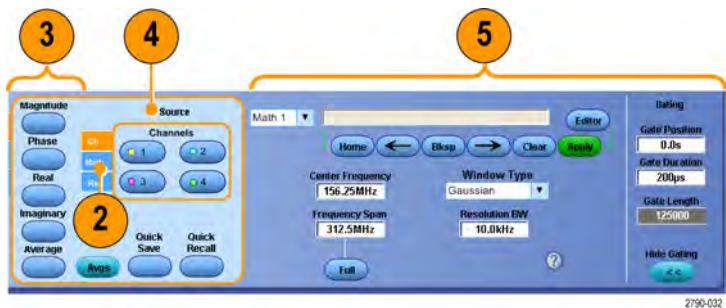 3
4
5
Magnitude
Phase
Real
Imaginary
Average
Source
Ch
Channels
1
2
3
4
2
Avgs
Quick Save
Quick Recall
Math 1
Editor
Home
←
Bksp
→
Clear
Apply
Center Frequency
156.25MHz
Frequency Span
312.5MHz
Full
Window Type
Gaussian
Resolution BW
10.0kHz
?
Gating
Gate Position
0.0s
Gate Duration
200µs
Gate Length
125000
Hide Gating
<<
2790-032